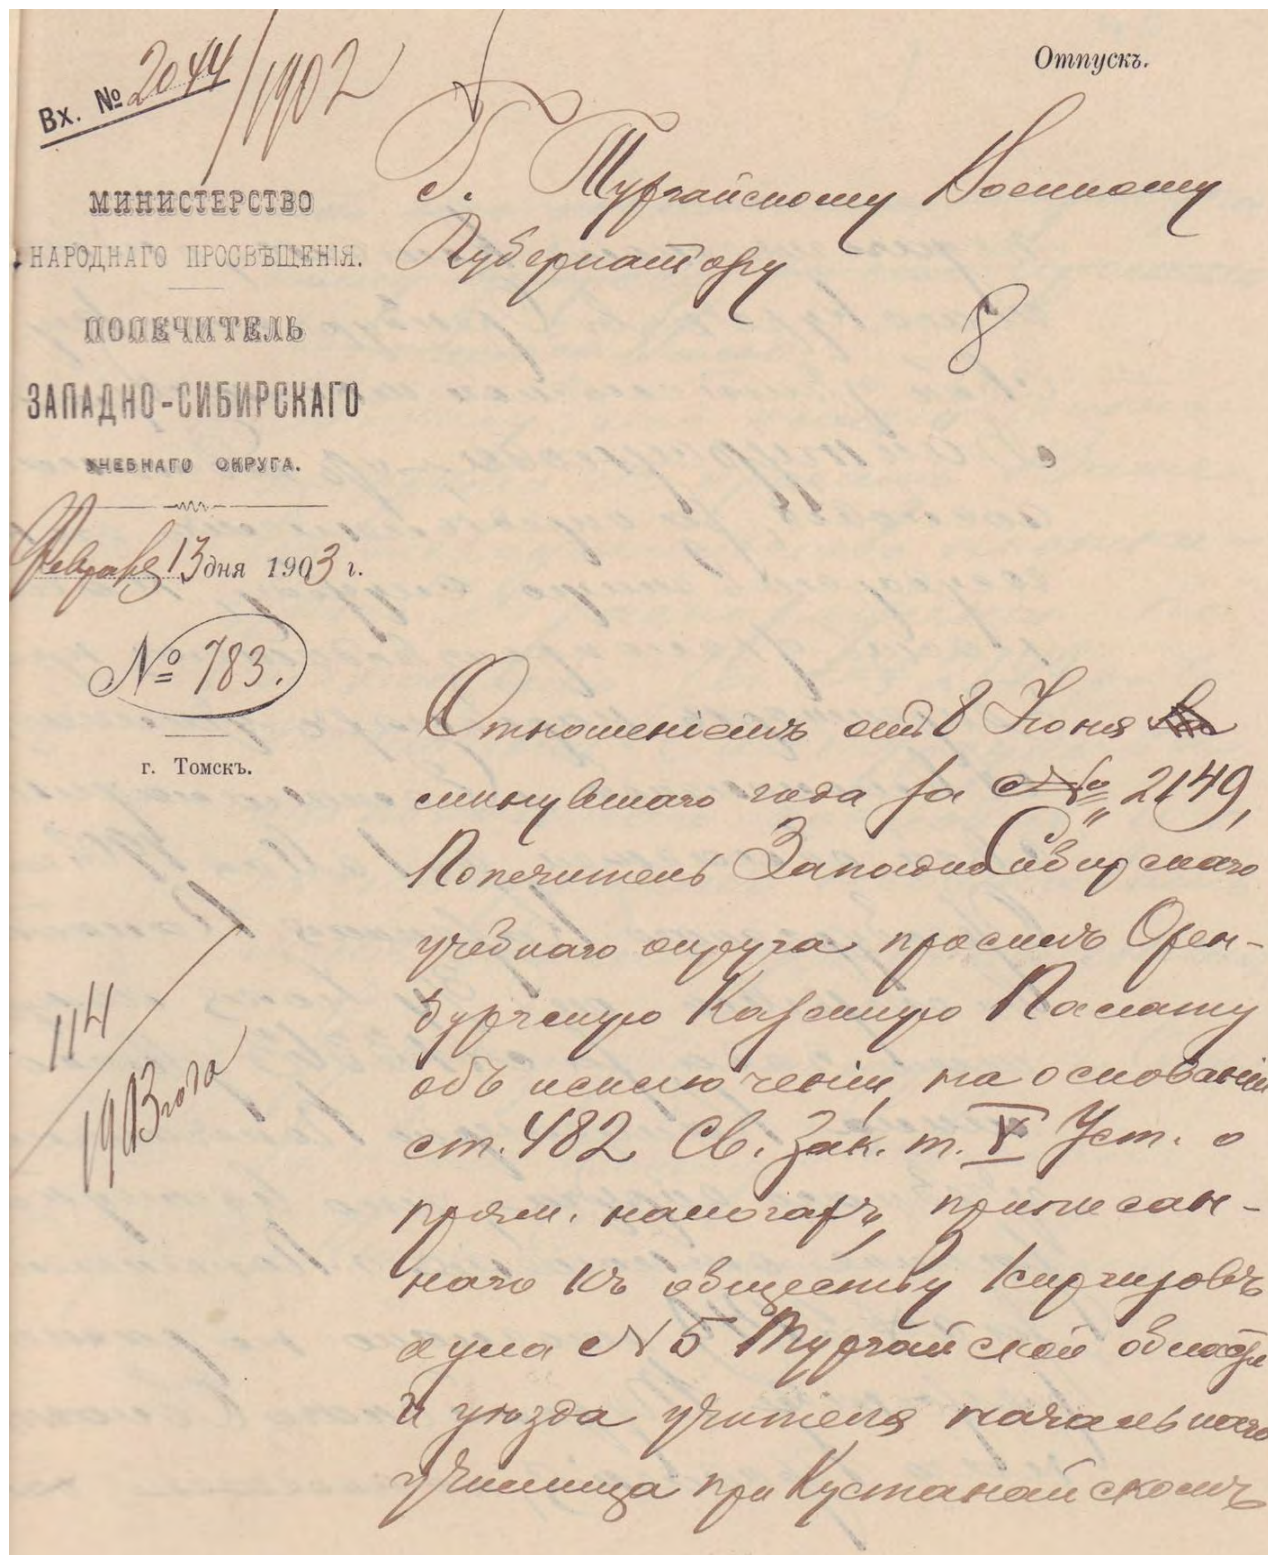 Вх. № 2044/1902
Отпускъ.
МИНИСТЕРСТВО
НАРОДНАГО ПРОСВѢЩЕНІЯ.
ПОПЕЧИТЕЛЬ
ЗАПАДНО-СИБИРСКАГО
УЧЕБНАГО ОКРУГА.
Февраля 13 дня 1903 г.
№ 783.
г. Томскъ.
114
1903 года
Г. Тургайскому Военному
Губернатору
8
Отношеніемъ отъ 8 Іюня
минувшаго года за № 2149,
Попечитель Западно-Сибирскаго
учебнаго округа просилъ Орен-
бургскую Казенную Палату
объ исключеніи, на основаніи
ст. 482 Св. Зак. т. V Уст. о
прям. налогахъ, приписан-
наго къ обществу Киргизовъ
аула № 5 Тургайской области
и уѣзда учителя начальнаго
училища при Кустанайскомъ